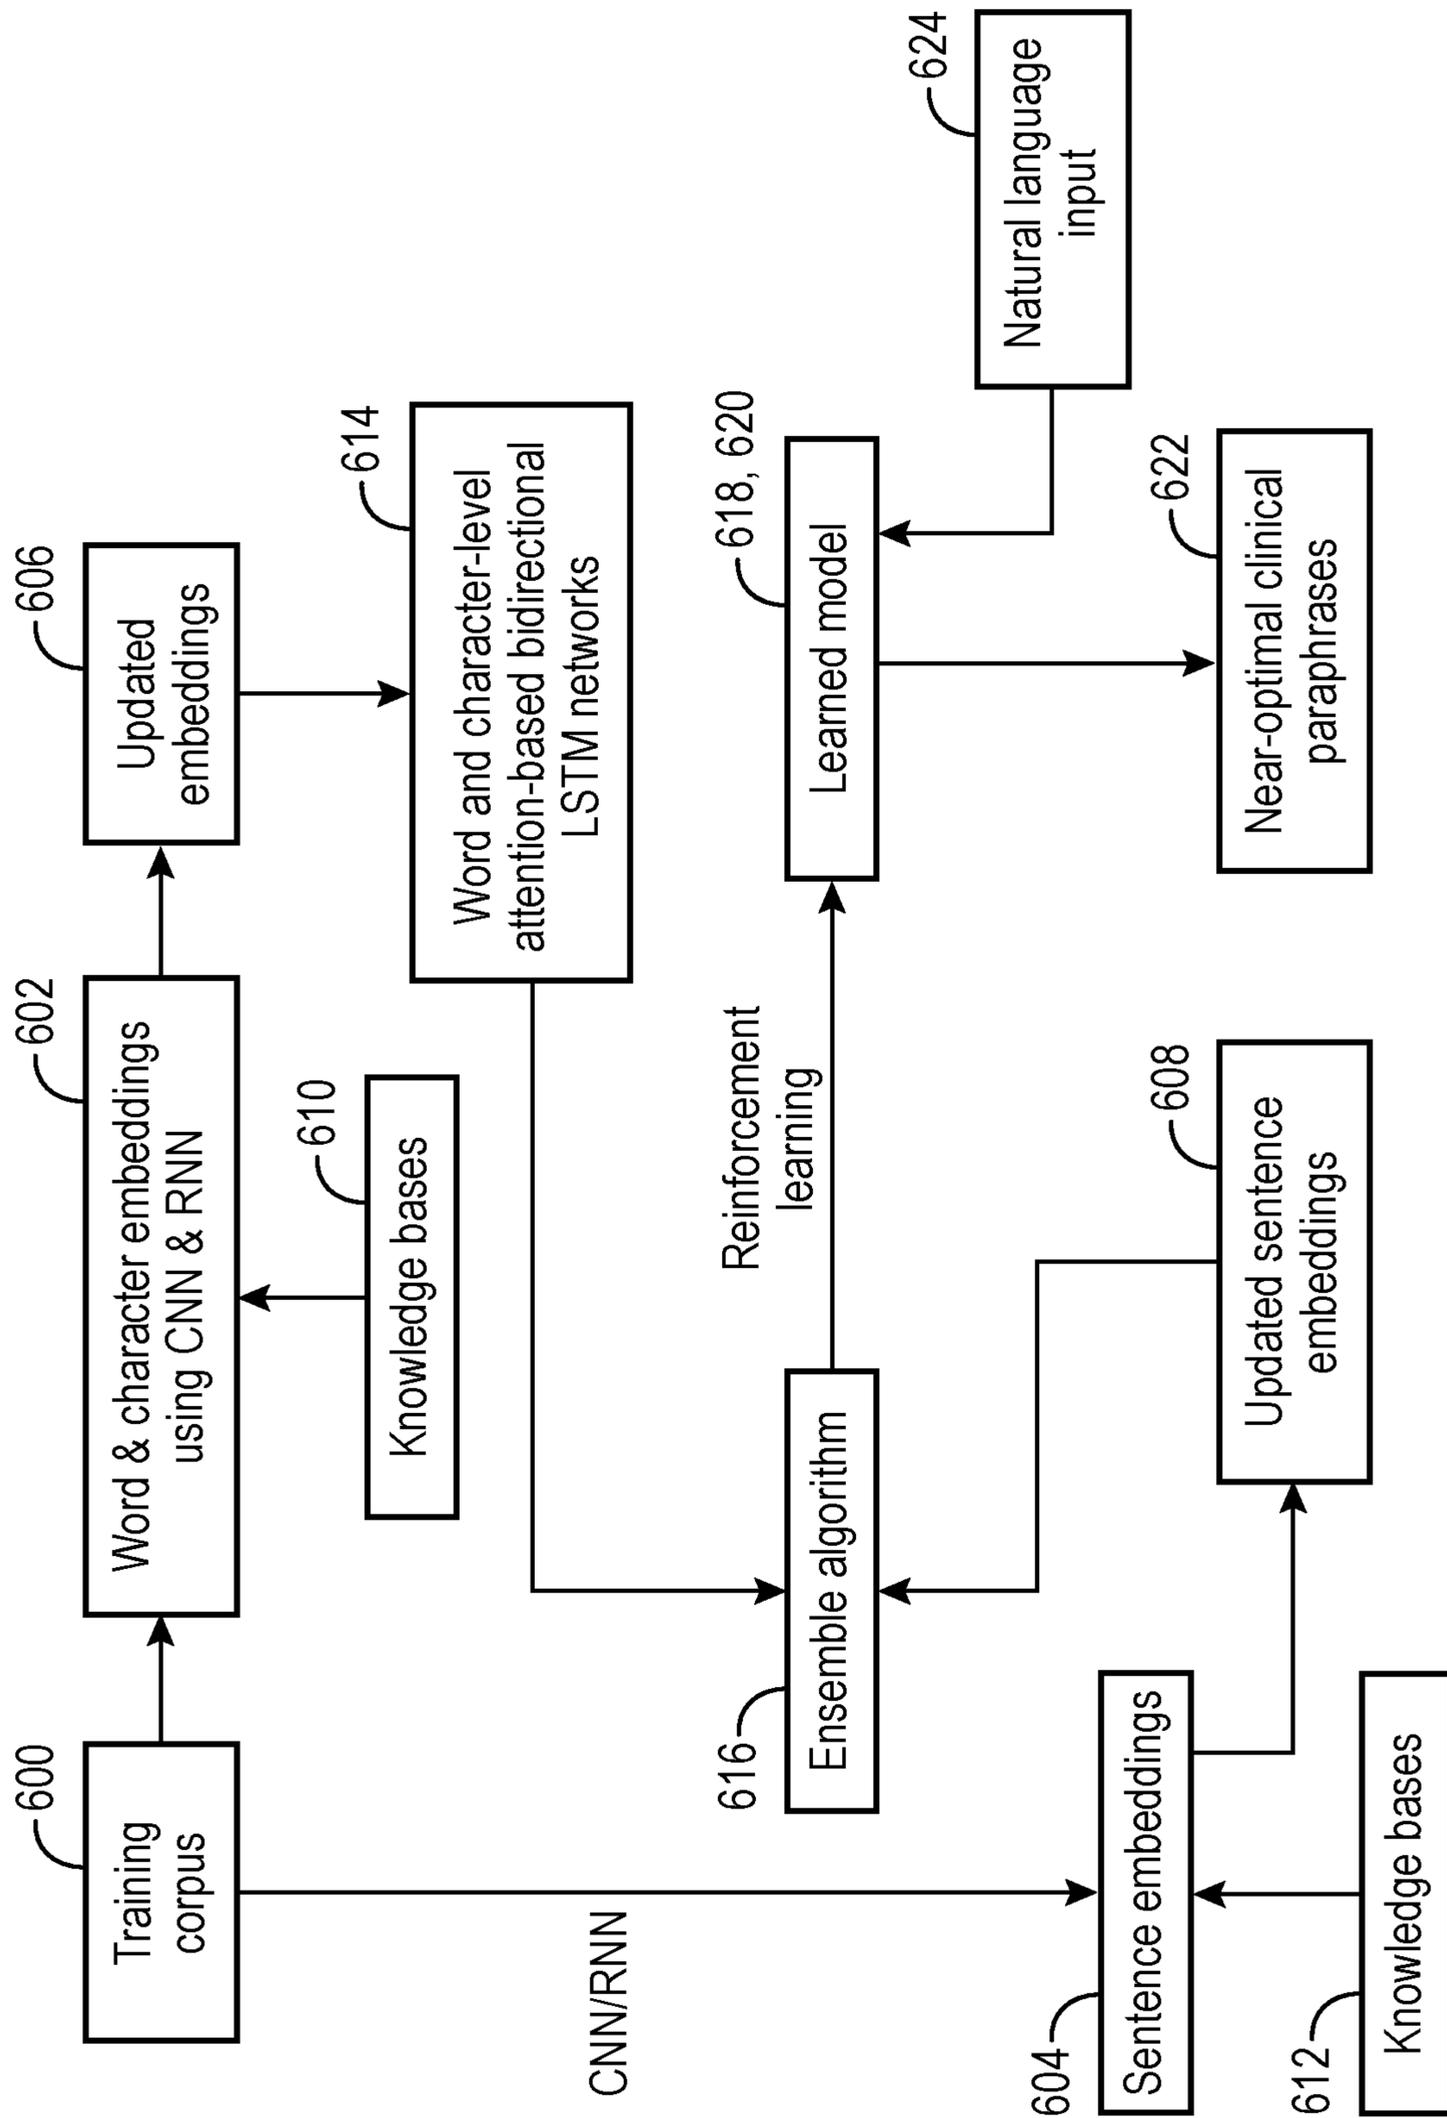 600
Training
corpus
602
Word & character embeddings
using CNN & RNN
606
Updated
embeddings
610
Knowledge bases
614
Word and character-level
attention-based bidirectional
LSTM networks
CNN/RNN
616
Ensemble algorithm
Reinforcement
learning
618, 620
Learned model
624
Natural language
input
604
Sentence embeddings
608
Updated sentence
embeddings
622
Near-optimal clinical
paraphrases
612
Knowledge bases